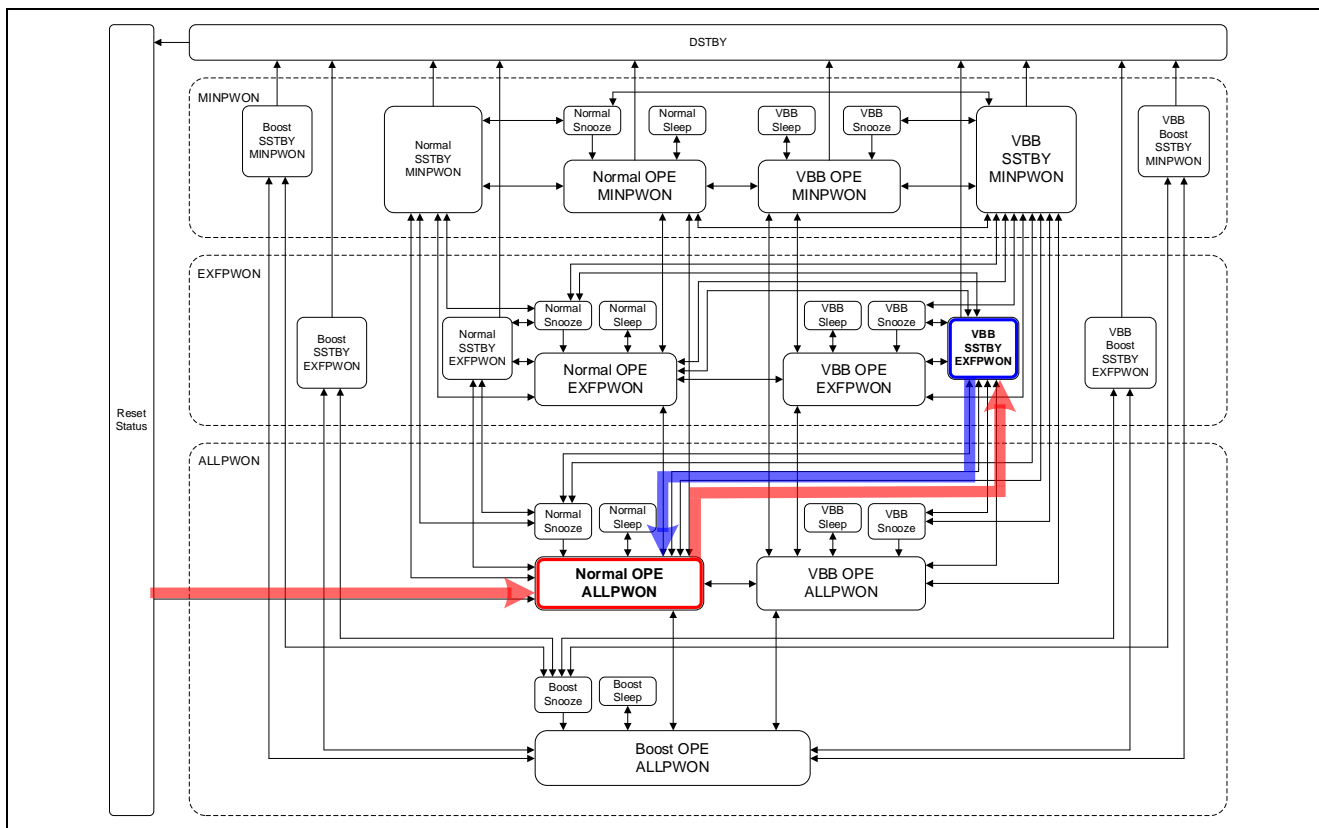 DSTBY
MINPWON
Boost
SSTBY
MINPWON
Normal
SSTBY
MINPWON
Normal
Snooze
Normal
Sleep
VBB
Sleep
VBB
Snooze
VBB
SSTBY
MINPWON
VBB
Boost
SSTBY
MINPWON
Normal OPE
MINPWON
VBB OPE
MINPWON
EXFPWON
Boost
SSTBY
EXFPWON
Normal
SSTBY
EXFPWON
Normal
Snooze
Normal
Sleep
VBB
Sleep
VBB
Snooze
VBB
SSTBY
EXFPWON
VBB
Boost
SSTBY
EXFPWON
Normal OPE
EXFPWON
VBB OPE
EXFPWON
Reset
Status
ALLPWON
Normal
Snooze
Normal
Sleep
VBB
Sleep
VBB
Snooze
Normal OPE
ALLPWON
VBB OPE
ALLPWON
Boost
Snooze
Boost
Sleep
Boost OPE
ALLPWON